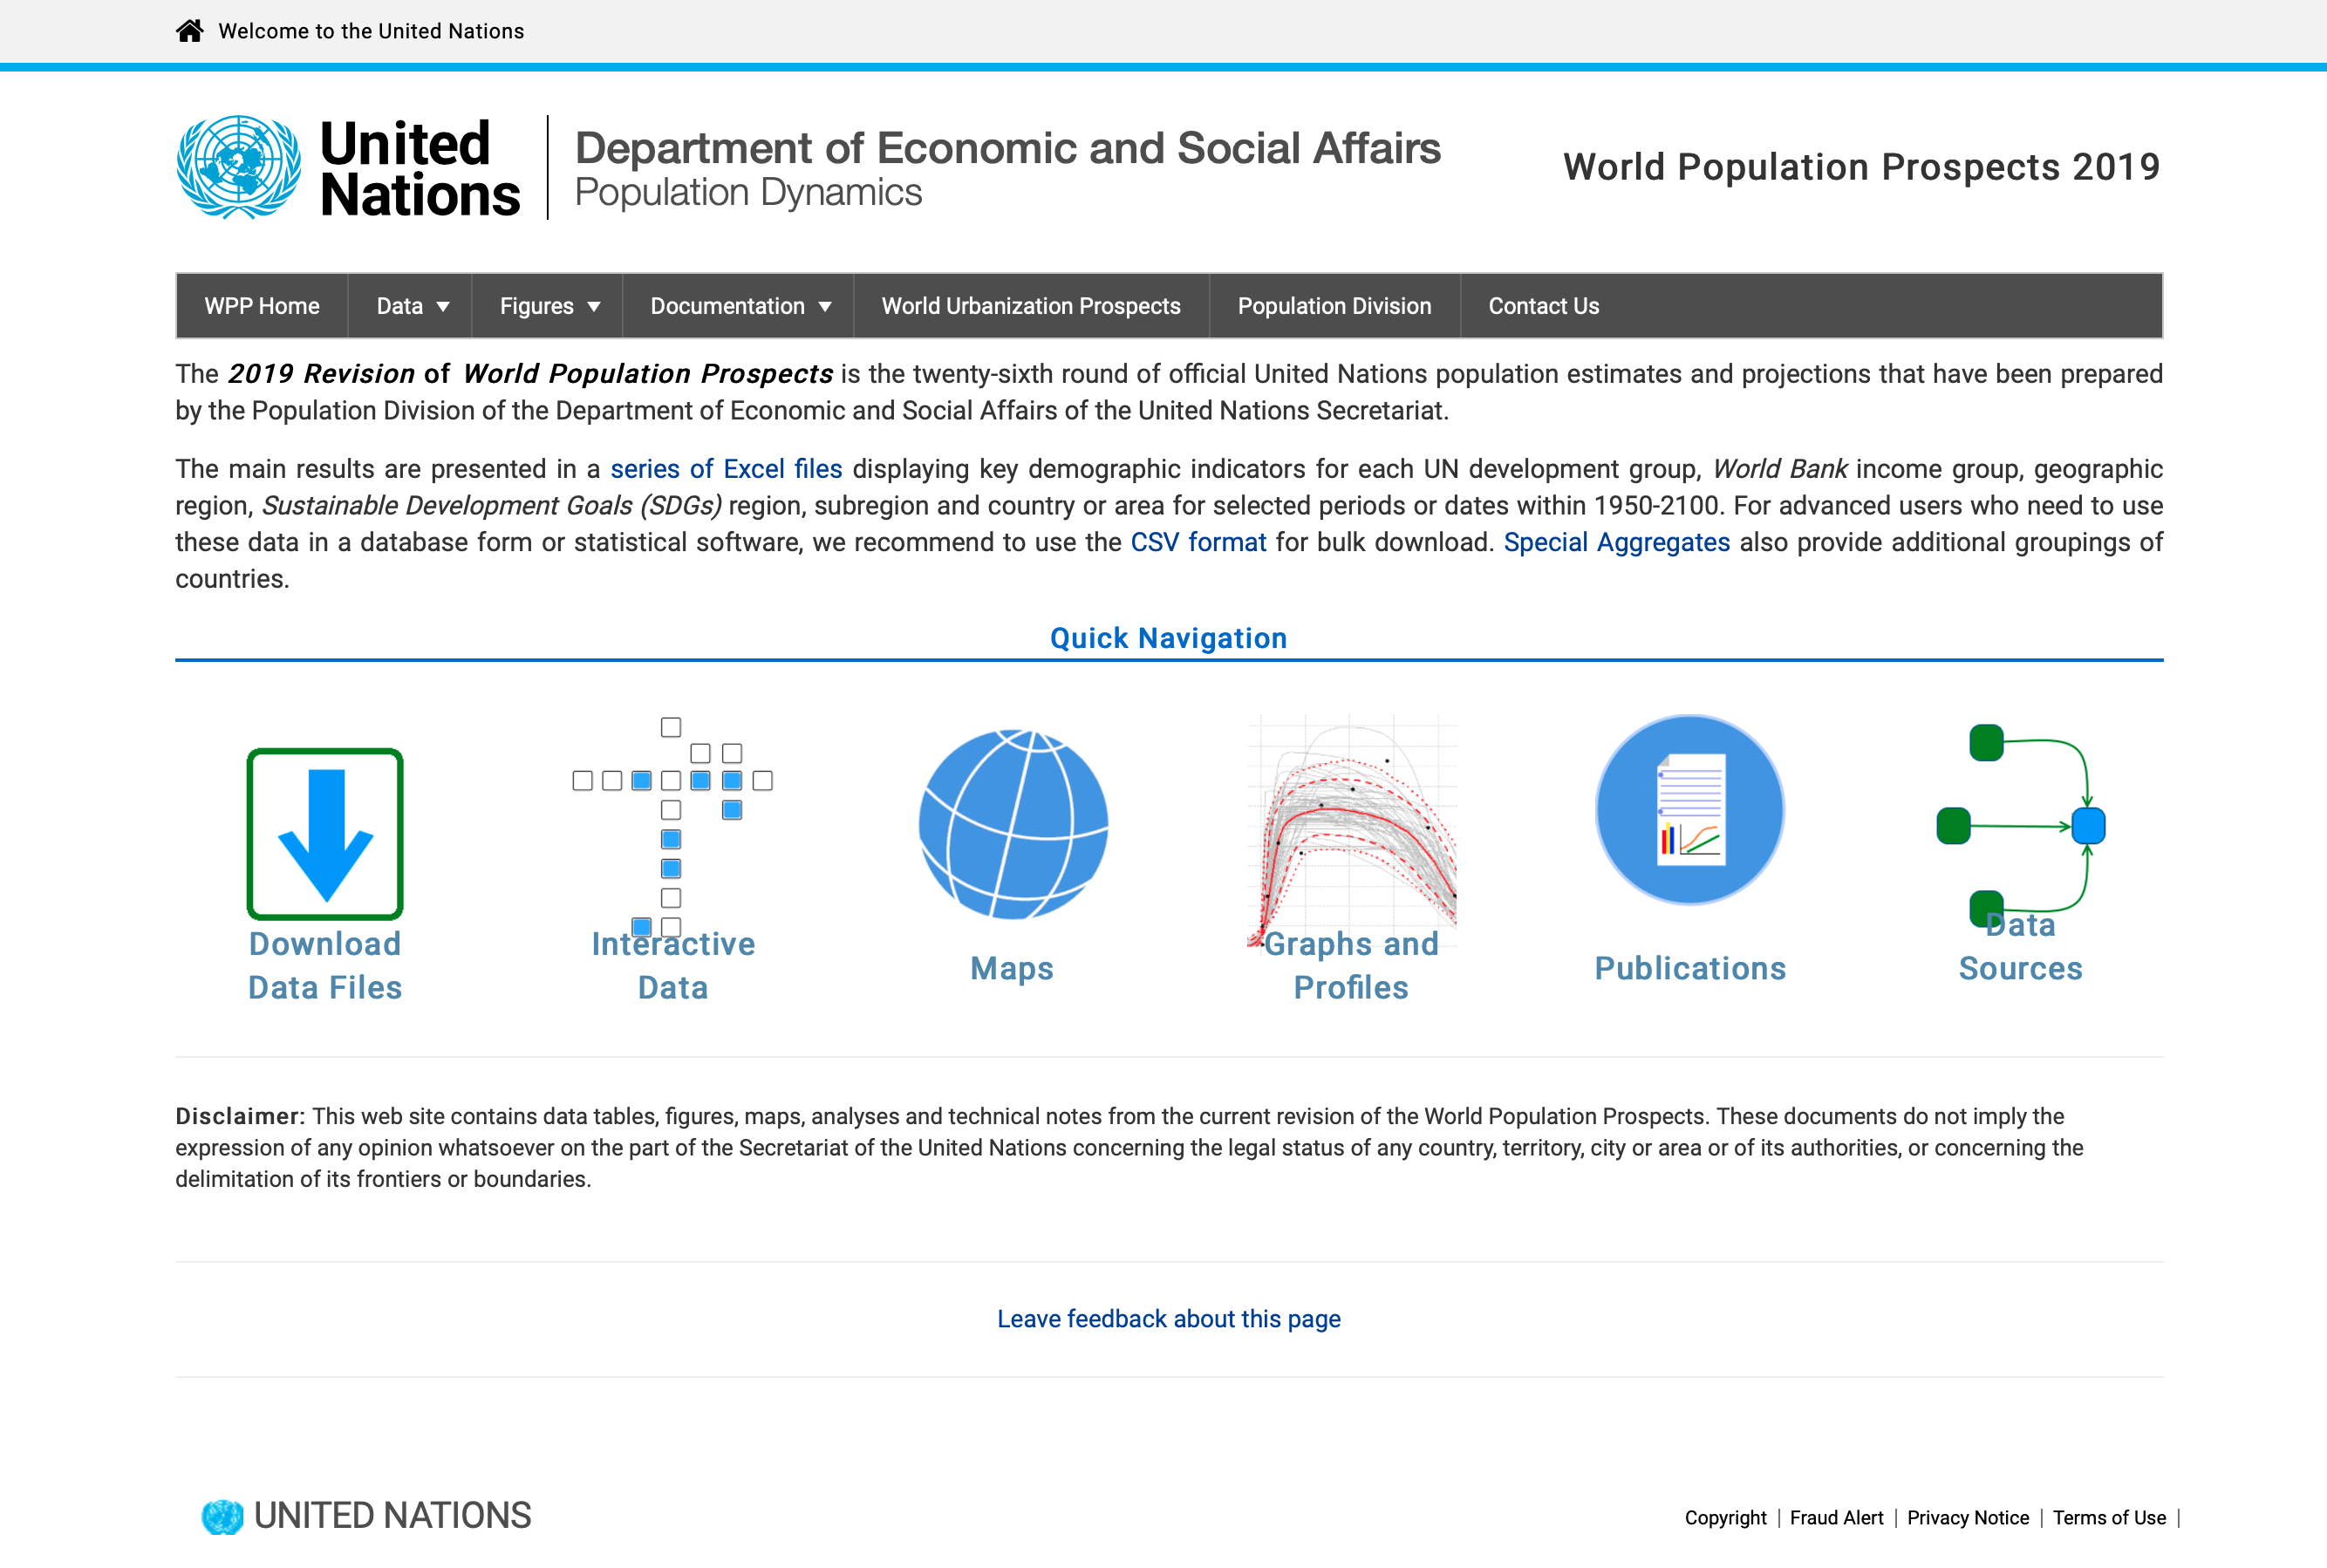 Welcome to the United Nations
United
Nations
Department of Economic and Social Affairs
Population Dynamics
World Population Prospects 2019
WPP Home Data Figures Documentation World Urbanization Prospects Population Division Contact Us
The 2019 Revision of World Population Prospects is the twenty-sixth round of official United Nations population estimates and projections that have been prepared
by the Population Division of the Department of Economic and Social Affairs of the United Nations Secretariat.
The main results are presented in a series of Excel files displaying key demographic indicators for each UN development group, World Bank income group, geographic
region, Sustainable Development Goals (SDGs) region, subregion and country or area for selected periods or dates within 1950-2100. For advanced users who need to use
these data in a database form or statistical software, we recommend to use the CSV format for bulk download. Special Aggregates also provide additional groupings of
countries.
Quick Navigation
Download
Data Files
Interactive
Data
Maps
Graphs and
Profiles
Publications
Data
Sources
Disclaimer: This web site contains data tables, figures, maps, analyses and technical notes from the current revision of the World Population Prospects. These documents do not imply the
expression of any opinion whatsoever on the part of the Secretariat of the United Nations concerning the legal status of any country, territory, city or area or of its authorities, or concerning the
delimitation of its frontiers or boundaries.
Leave feedback about this page
UNITED NATIONS
Copyright | Fraud Alert | Privacy Notice | Terms of Use |